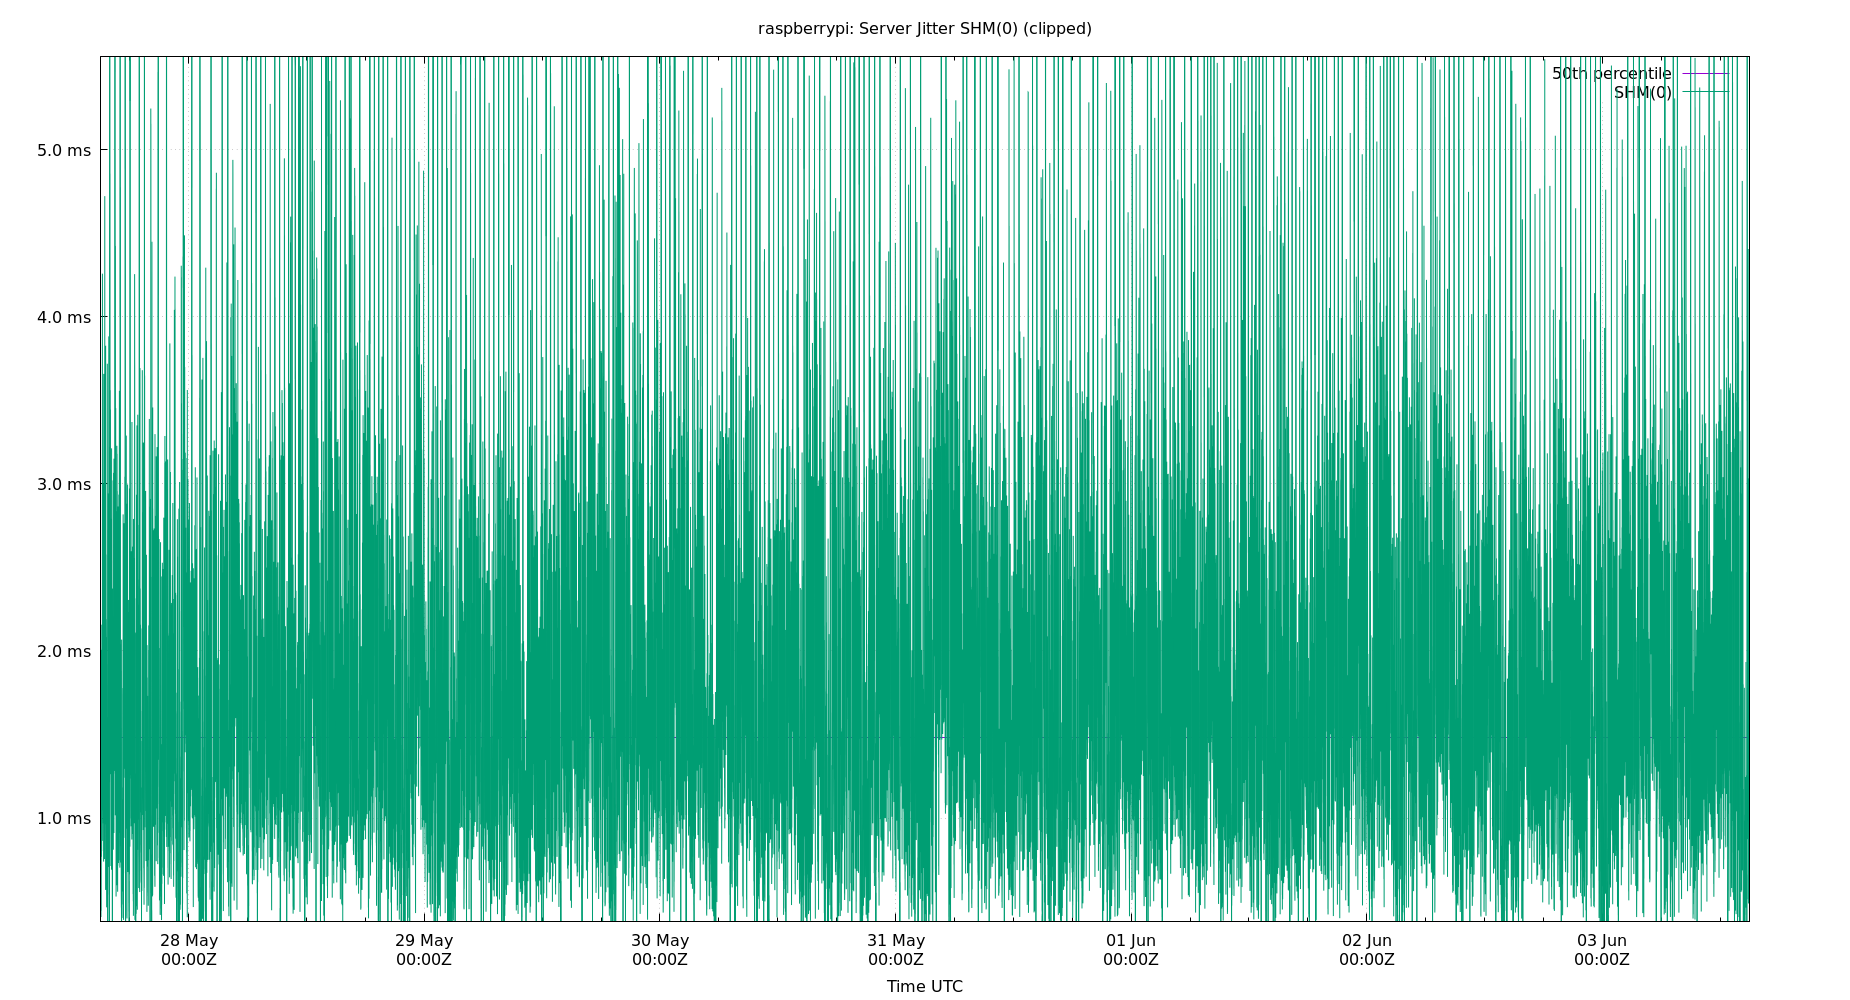 raspberrypi: Server Jitter SHM(0) (clipped)
50th percentile
SHM(0)
5.0 ms
4.0 ms
3.0 ms
2.0 ms
1.0 ms
28 May 29 May 30 May 31 May 01 Jun 02 Jun 03 Jun
00:00Z 00:00Z 00:00Z 00:00Z 00:00Z 00:00Z 00:00Z
Time UTC